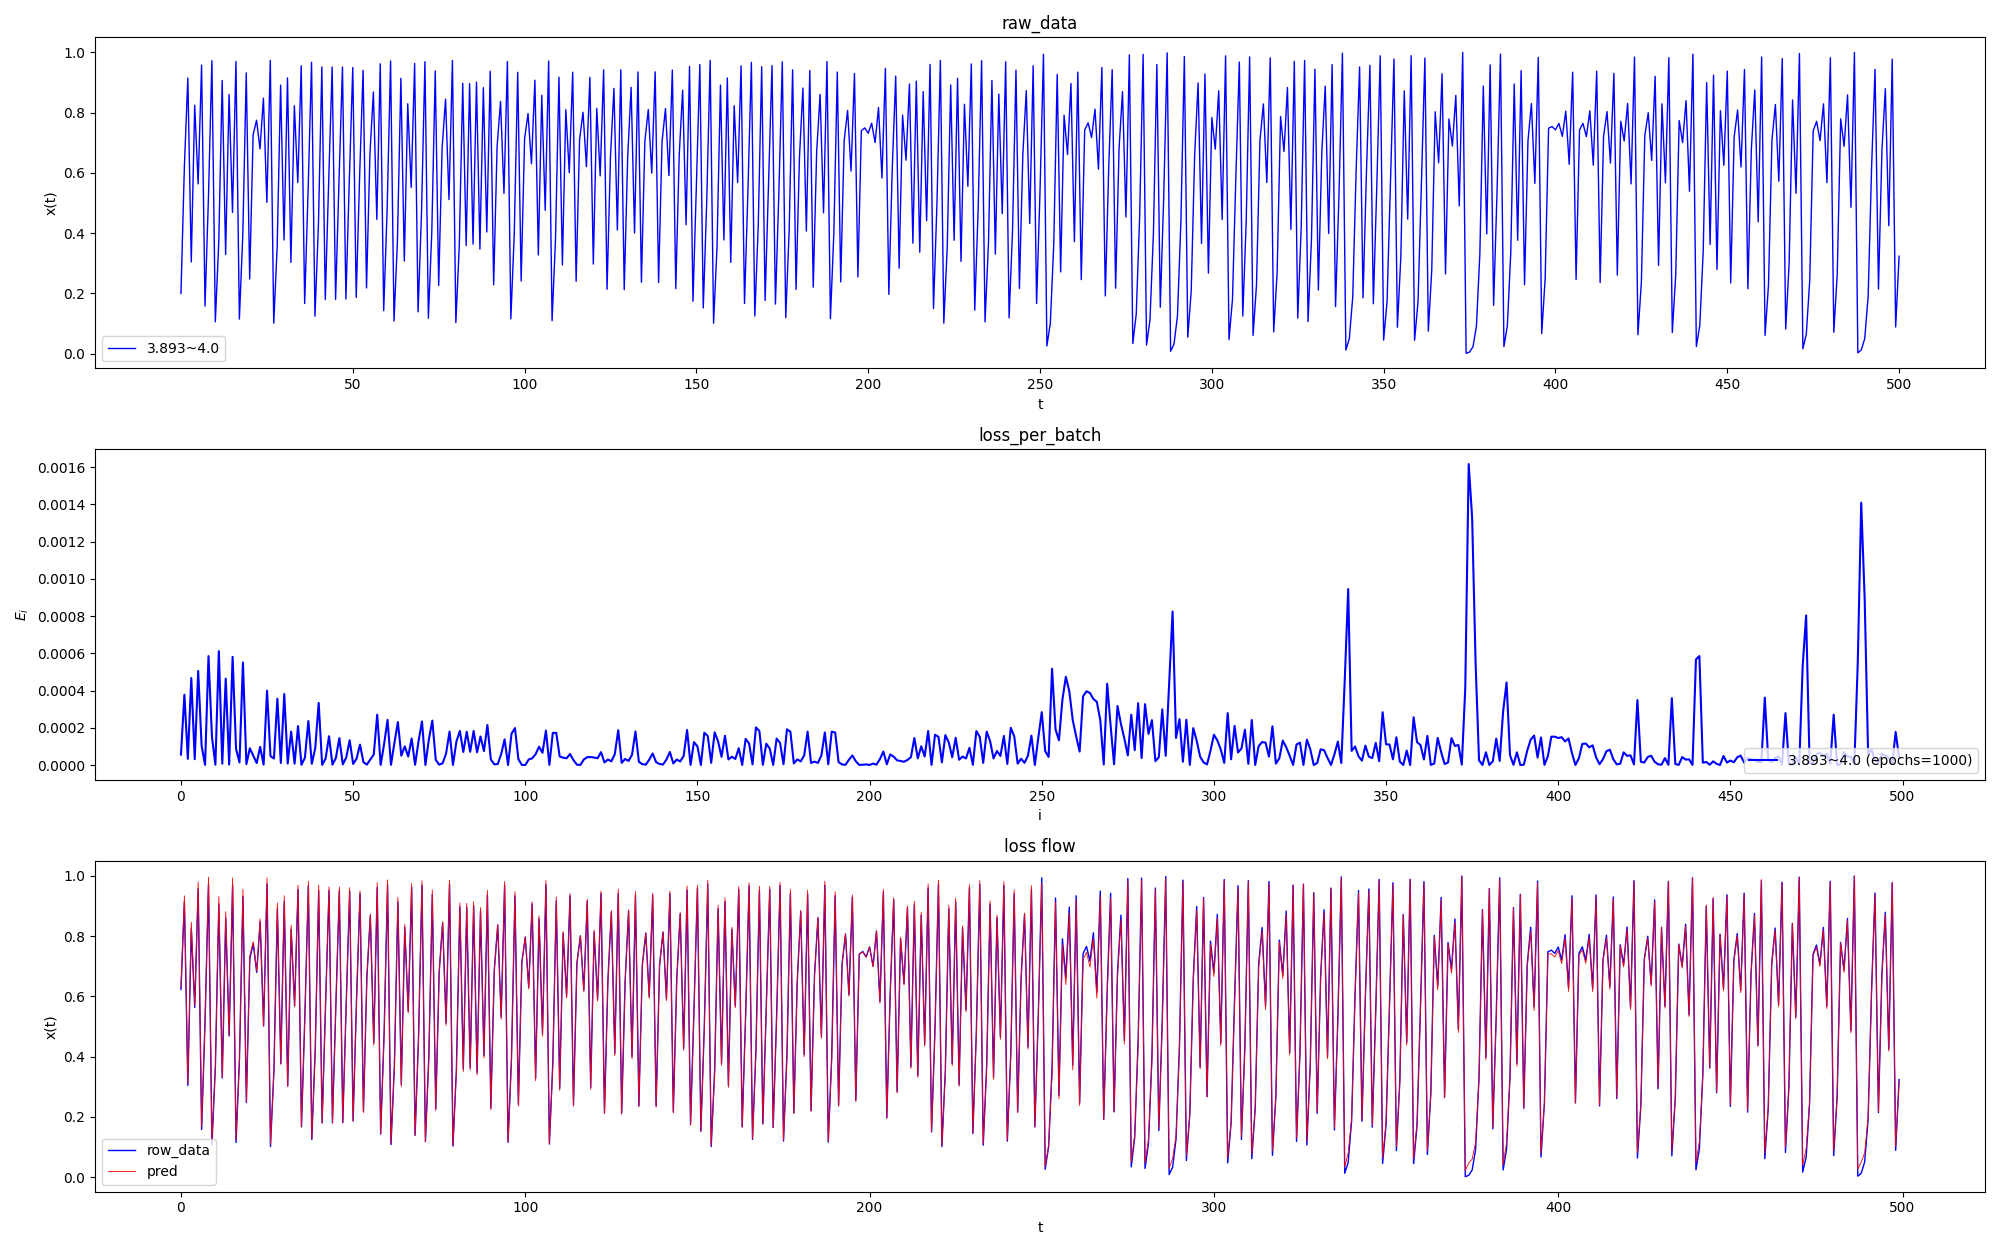 raw_data
x(t)
1.0
0.8
0.6
0.4
0.2
0.0
3.893~4.0
50 100 150 200 250 300 350 400 450 500
t
loss_per_batch
E_i
0.0016
0.0014
0.0012
0.0010
0.0008
0.0006
0.0004
0.0002
0.0000
3.893~4.0 (epochs=1000)
0 50 100 150 200 250 300 350 400 450 500
i
loss flow
x(t)
1.0
0.8
0.6
0.4
0.2
0.0
row_data
pred
0 100 200 300 400 500
t